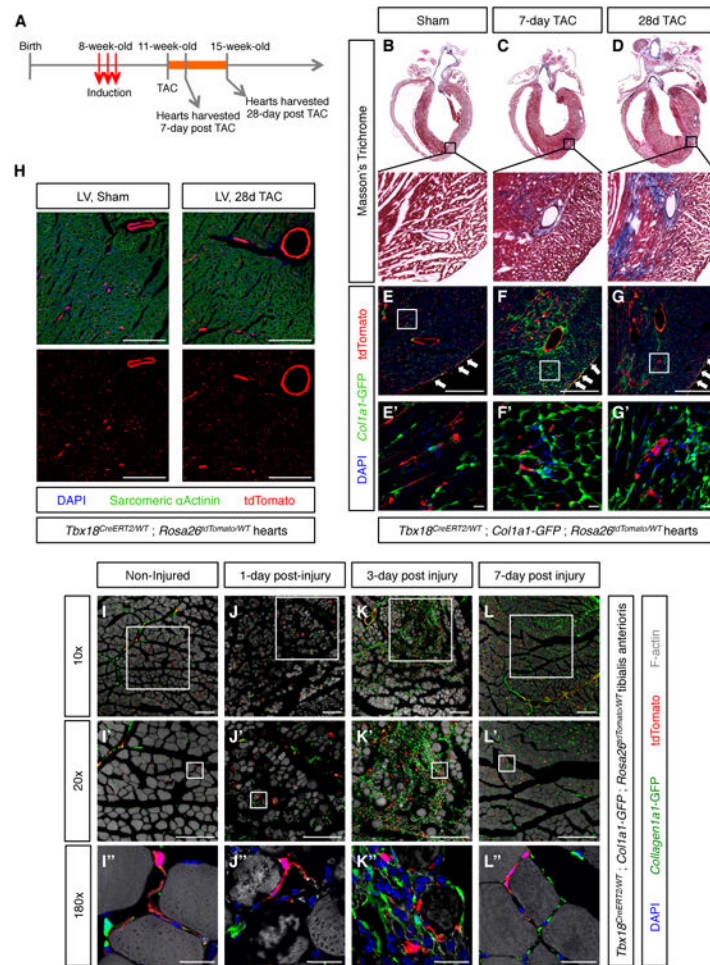 A
Birth
8-week-old
11-week-old
15-week-old
Induction
TAC
Hearts harvested
7-day post TAC
Hearts harvested
28-day post TAC
Sham
7-day TAC
28d TAC
Masson's Trichrome
B
C
D
DAPI Col1a1-GFP tdTomato
E
F
G
E'
F'
G'
Tbx18CreERT2/WT ; Col1a1-GFP ; Rosa26tdTomato/WT hearts
H
LV, Sham
LV, 28d TAC
DAPI
Sarcomeric αActinin
tdTomato
Tbx18CreERT2/WT ; Rosa26tdTomato/WT hearts
Non-Injured
1-day post-injury
3-day post injury
7-day post injury
10x
I
J
K
L
20x
I'
J'
K'
L'
180x
I"
J"
K"
L"
Tbx18CreERT2/WT ; Col1a1-GFP ; Rosa26tdTomato/WT tibialis anterioris
DAPI Collagen1a1-GFP tdTomato F-actin